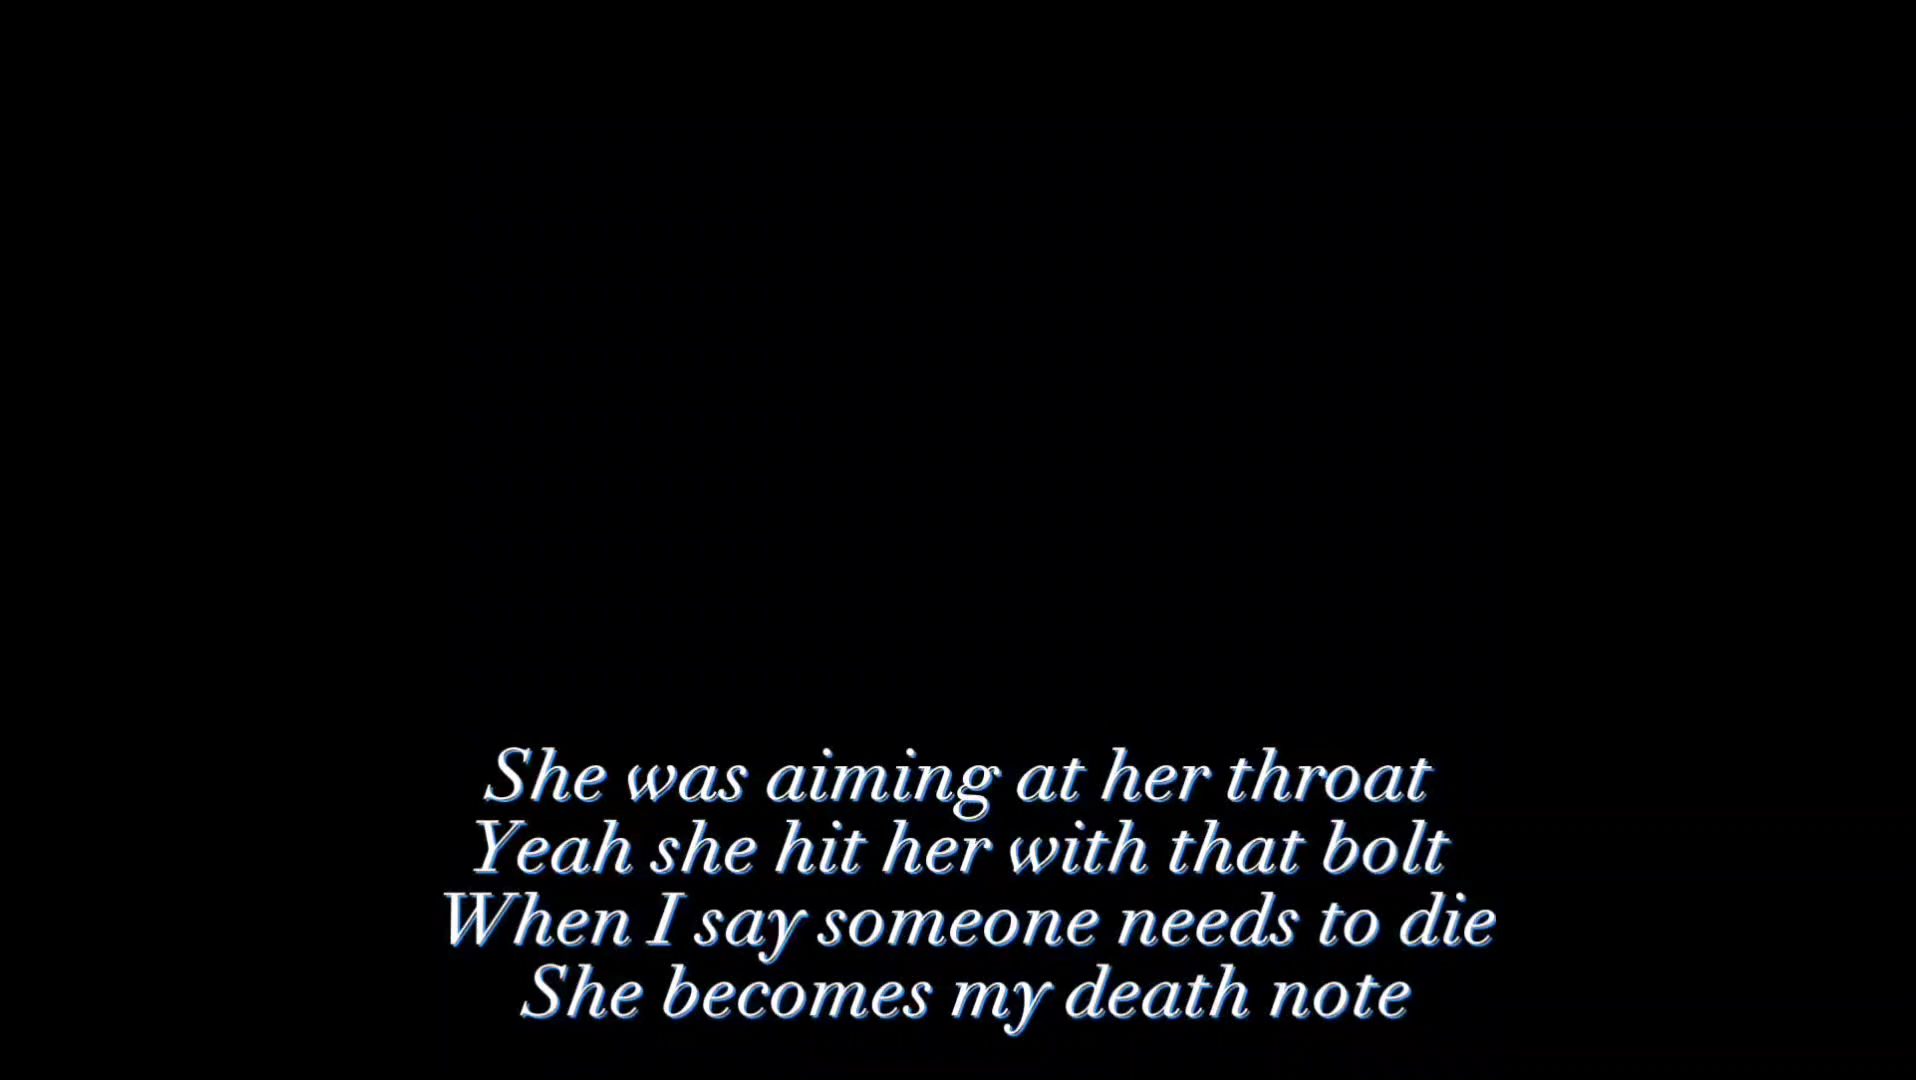 She was aiming at her throat
Yeah she hit her with that bolt
When I say someone needs to die
She becomes my death note